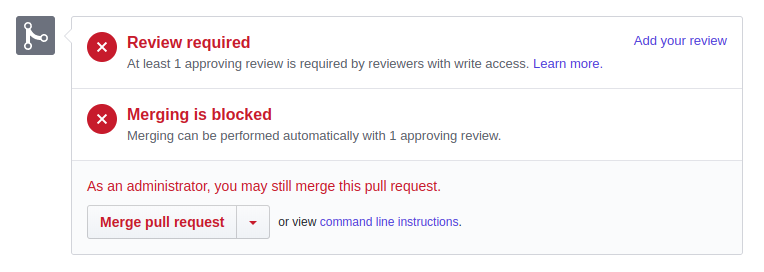 Review required
Add your review
At least 1 approving review is required by reviewers with write access. Learn more.
Merging is blocked
Merging can be performed automatically with 1 approving review.
As an administrator, you may still merge this pull request.
Merge pull request
or view command line instructions.